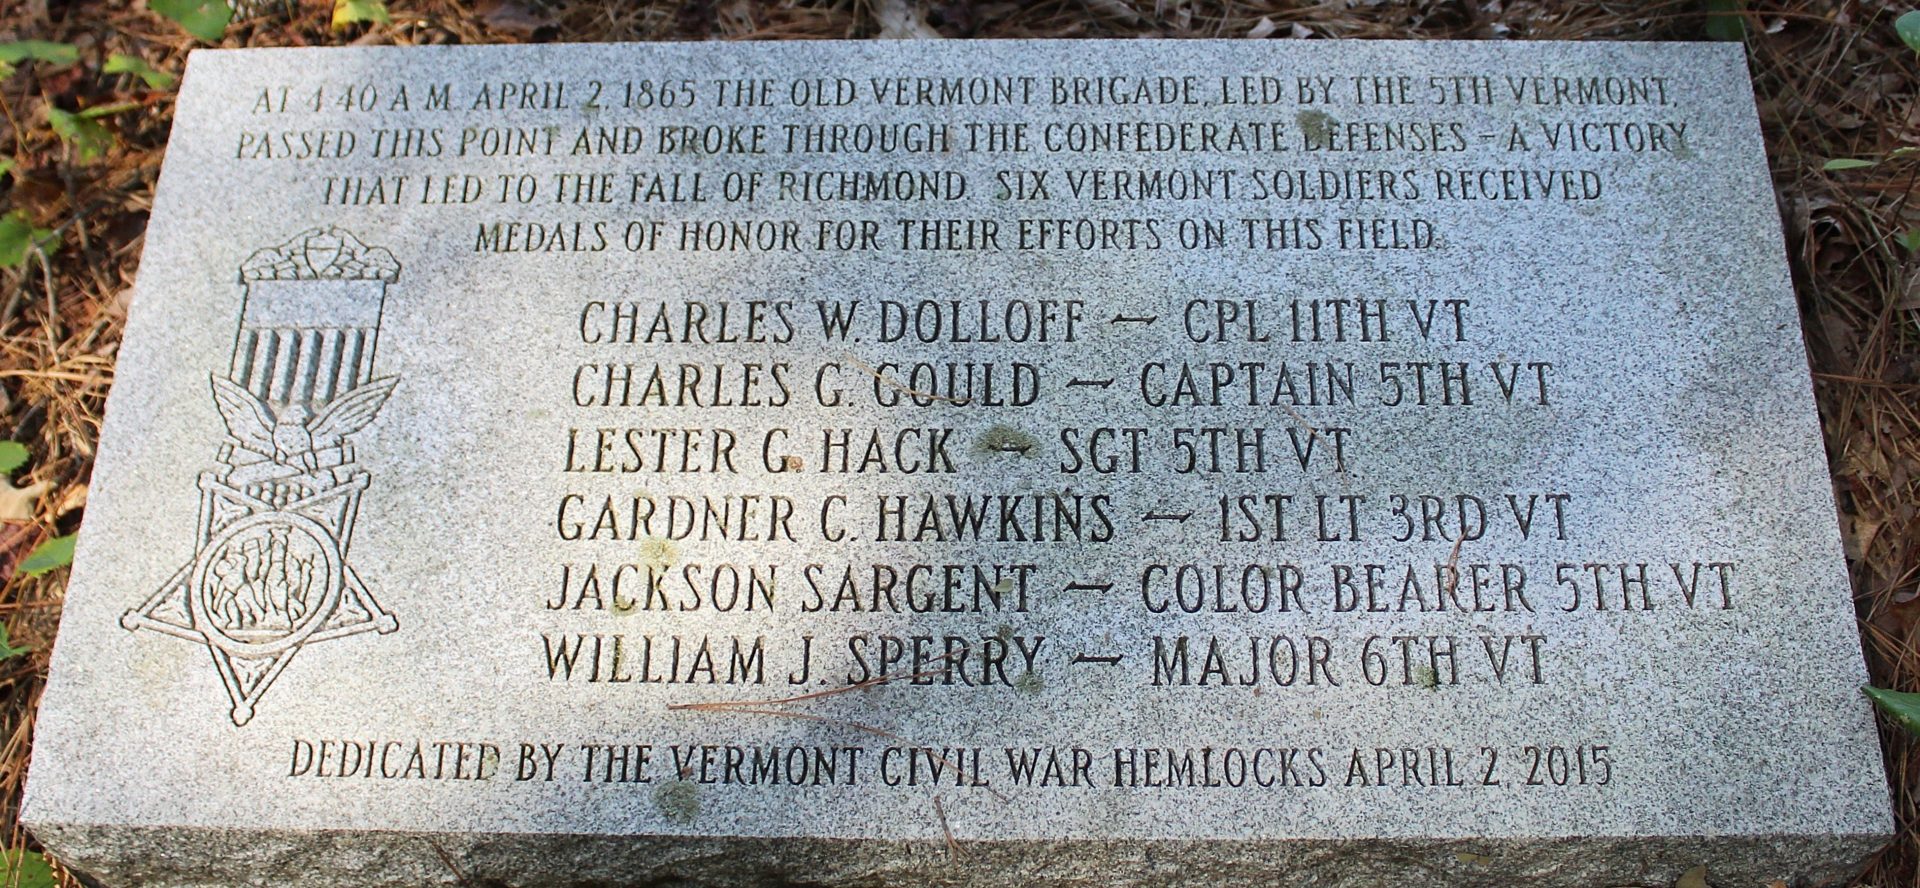 AT 4:40 A.M. APRIL 2, 1865 THE OLD VERMONT BRIGADE, LED BY THE 5TH VERMONT,
PASSED THIS POINT AND BROKE THROUGH THE CONFEDERATE DEFENSES - A VICTORY
THAT LED TO THE FALL OF RICHMOND. SIX VERMONT SOLDIERS RECEIVED
MEDALS OF HONOR FOR THEIR EFFORTS ON THIS FIELD.
CHARLES W. DOLLOFF – CPL 11TH VT
CHARLES G. GOULD – CAPTAIN 5TH VT
LESTER G. HACK – SGT 5TH VT
GARDNER C. HAWKINS – 1ST LT 3RD VT
JACKSON SARGENT – COLOR BEARER 5TH VT
WILLIAM J. SPERRY – MAJOR 6TH VT
DEDICATED BY THE VERMONT CIVIL WAR HEMLOCKS APRIL 2, 2015